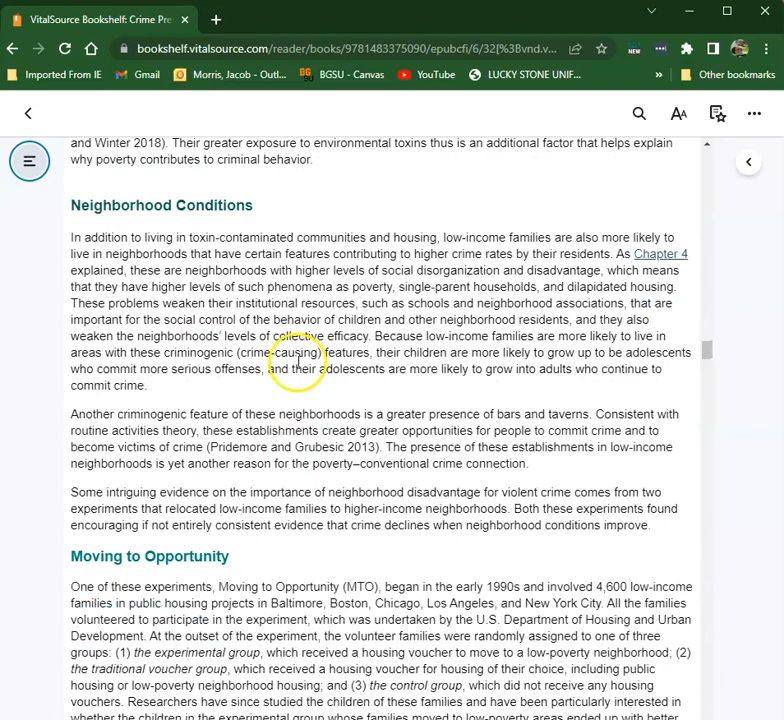 VitalSource Bookshelf: Crime Pre
bookshelf.vitalsource.com/reader/books/9781483375090/epubcfi/6/32[%3Bvnd.v
NEW
Imported From IE
Gmail
Morris, Jacob - Outl...
BGSU - Canvas
YouTube
LUCKY STONE UNIF...
»
Other bookmarks
AA
and Winter 2018). Their greater exposure to environmental toxins thus is an additional factor that helps explain
why poverty contributes to criminal behavior.
Neighborhood Conditions
In addition to living in toxin-contaminated communities and housing, low-income families are also more likely to
live in neighborhoods that have certain features contributing to higher crime rates by their residents. As Chapter 4
explained, these are neighborhoods with higher levels of social disorganization and disadvantage, which means
that they have higher levels of such phenomena as poverty, single-parent households, and dilapidated housing.
These problems weaken their institutional resources, such as schools and neighborhood associations, that are
important for the social control of the behavior of children and other neighborhood residents, and they also
weaken the neighborhoods' levels of collective efficacy. Because low-income families are more likely to live in
areas with these criminogenic (crime-causing) features, their children are more likely to grow up to be adolescents
who commit more serious offenses, and the adolescents are more likely to grow into adults who continue to
commit crime.
Another criminogenic feature of these neighborhoods is a greater presence of bars and taverns. Consistent with
routine activities theory, these establishments create greater opportunities for people to commit crime and to
become victims of crime (Pridemore and Grubesic 2013). The presence of these establishments in low-income
neighborhoods is yet another reason for the poverty–conventional crime connection.
Some intriguing evidence on the importance of neighborhood disadvantage for violent crime comes from two
experiments that relocated low-income families to higher-income neighborhoods. Both these experiments found
encouraging if not entirely consistent evidence that crime declines when neighborhood conditions improve.
Moving to Opportunity
One of these experiments, Moving to Opportunity (MTO), began in the early 1990s and involved 4,600 low-income
families in public housing projects in Baltimore, Boston, Chicago, Los Angeles, and New York City. All the families
volunteered to participate in the experiment, which was undertaken by the U.S. Department of Housing and Urban
Development. At the outset of the experiment, the volunteer families were randomly assigned to one of three
groups: (1) the experimental group, which received a housing voucher to move to a low-poverty neighborhood; (2)
the traditional voucher group, which received a housing voucher for housing of their choice, including public
housing or low-poverty neighborhood housing; and (3) the control group, which did not receive any housing
vouchers. Researchers have since studied the children of these families and have been particularly interested in
whether the children in the experimental group whose families moved to low-poverty areas ended up with better